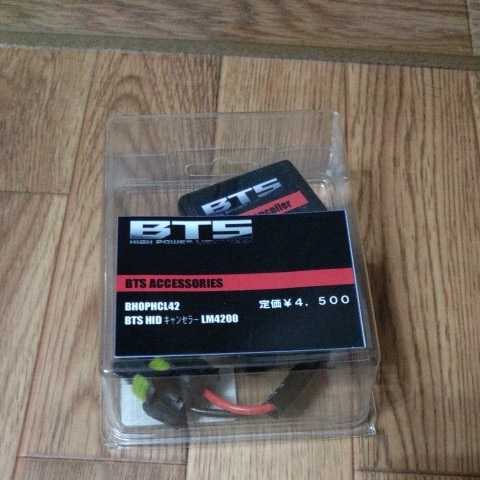 BTS
HIGH POWER
BTS ACCESSORIES
BHOPHCL42
定価¥4，500
BTS HID キャンセラー LM4200
BTS